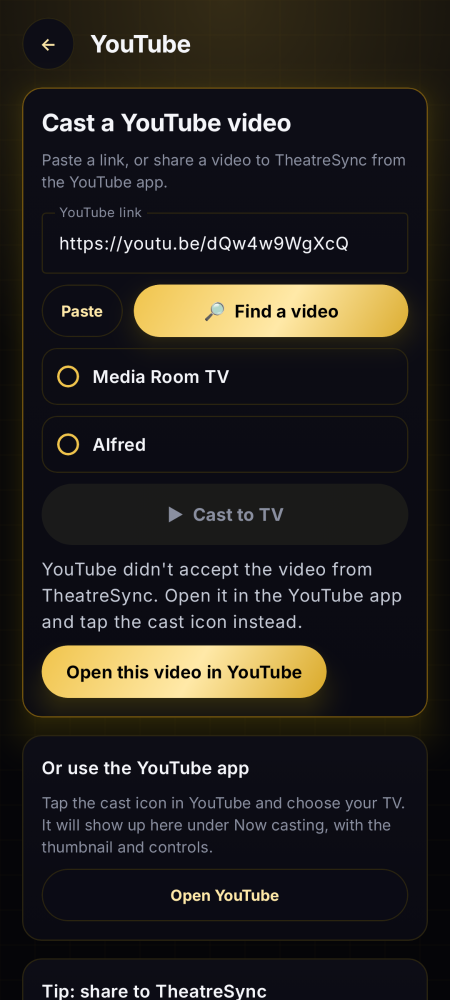 ← YouTube
Cast a YouTube video
Paste a link, or share a video to TheatreSync from
the YouTube app.
YouTube link
https://youtu.be/dQw4w9WgXcQ
Paste
🔎 Find a video
Media Room TV
Alfred
▶ Cast to TV
YouTube didn't accept the video from
TheatreSync. Open it in the YouTube app
and tap the cast icon instead.
Open this video in YouTube
Or use the YouTube app
Tap the cast icon in YouTube and choose your TV.
It will show up here under Now casting, with the
thumbnail and controls.
Open YouTube
Tip: share to TheatreSync